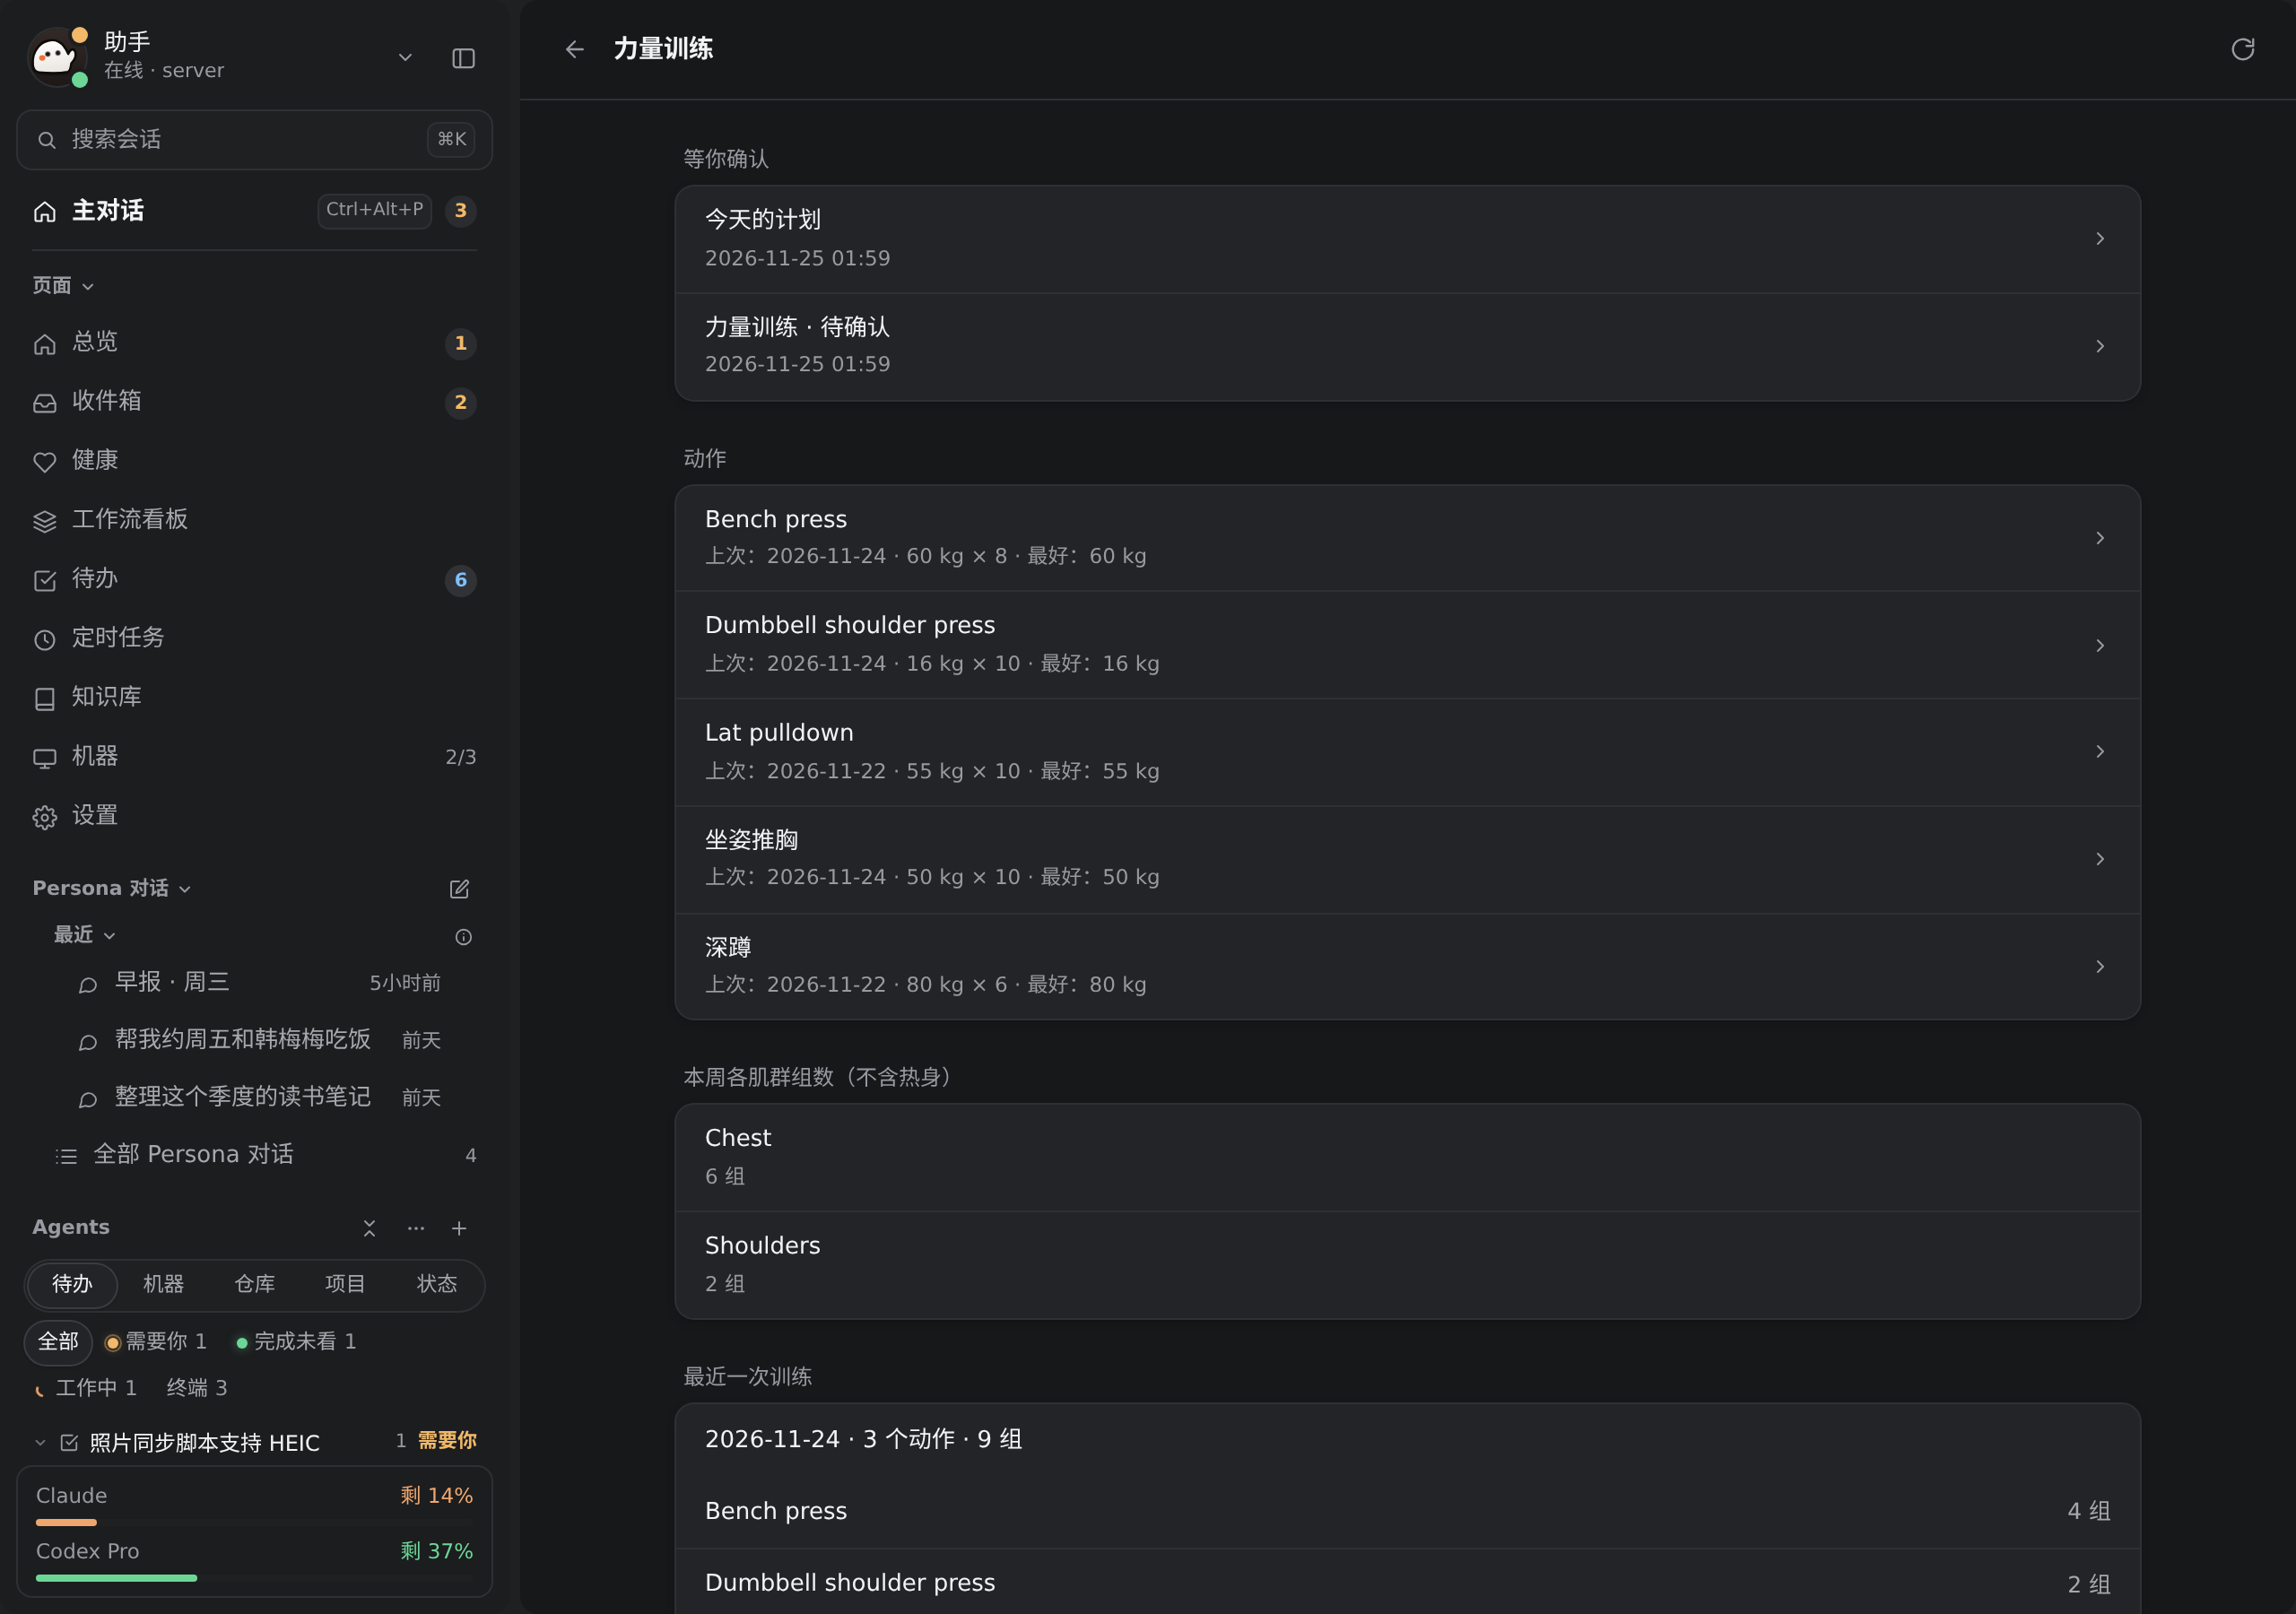 助手
在线 · server
搜索会话
⌘K
主对话
Ctrl+Alt+P
3
页面
总览
1
收件箱
2
健康
工作流看板
待办
6
定时任务
知识库
机器
2/3
设置
Persona 对话
最近
早报 · 周三
5小时前
帮我约周五和韩梅梅吃饭
前天
整理这个季度的读书笔记
前天
全部 Persona 对话
4
Agents
待办
机器
仓库
项目
状态
全部
需要你 1
完成未看 1
工作中 1
终端 3
照片同步脚本支持 HEIC
1 需要你
Claude
剩 14%
Codex Pro
剩 37%
力量训练
等你确认
今天的计划
2026-11-25 01:59
力量训练 · 待确认
2026-11-25 01:59
动作
Bench press
上次：2026-11-24 · 60 kg × 8 · 最好：60 kg
Dumbbell shoulder press
上次：2026-11-24 · 16 kg × 10 · 最好：16 kg
Lat pulldown
上次：2026-11-22 · 55 kg × 10 · 最好：55 kg
坐姿推胸
上次：2026-11-24 · 50 kg × 10 · 最好：50 kg
深蹲
上次：2026-11-22 · 80 kg × 6 · 最好：80 kg
本周各肌群组数（不含热身）
Chest
6 组
Shoulders
2 组
最近一次训练
2026-11-24 · 3 个动作 · 9 组
Bench press
4 组
Dumbbell shoulder press
2 组